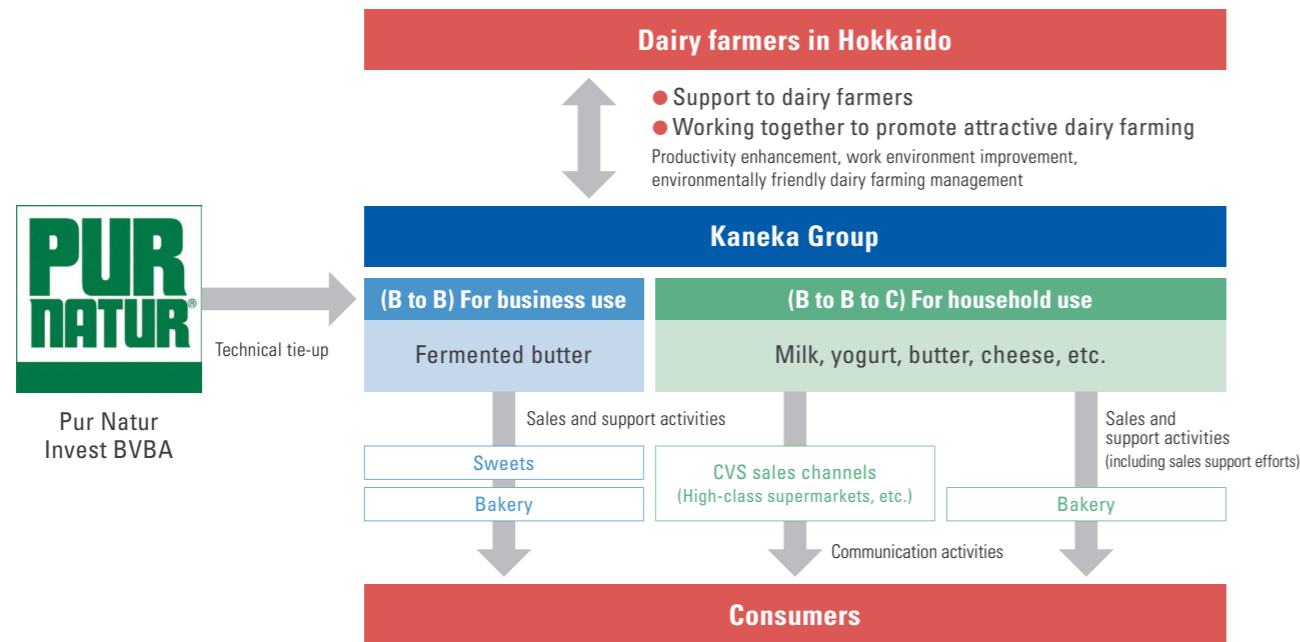 Dairy farmers in Hokkaido
● Support to dairy farmers
● Working together to promote attractive dairy farming
Productivity enhancement, work environment improvement,
environmentally friendly dairy farming management
PUR
NATUR®
Pur Natur
Invest BVBA
Technical tie-up
Kaneka Group
(B to B) For business use
Fermented butter
(B to B to C) For household use
Milk, yogurt, butter, cheese, etc.
Sales and support activities
Sweets
Bakery
CVS sales channels
(High-class supermarkets, etc.)
Communication activities
Sales and
support activities
(including sales support efforts)
Bakery
Consumers